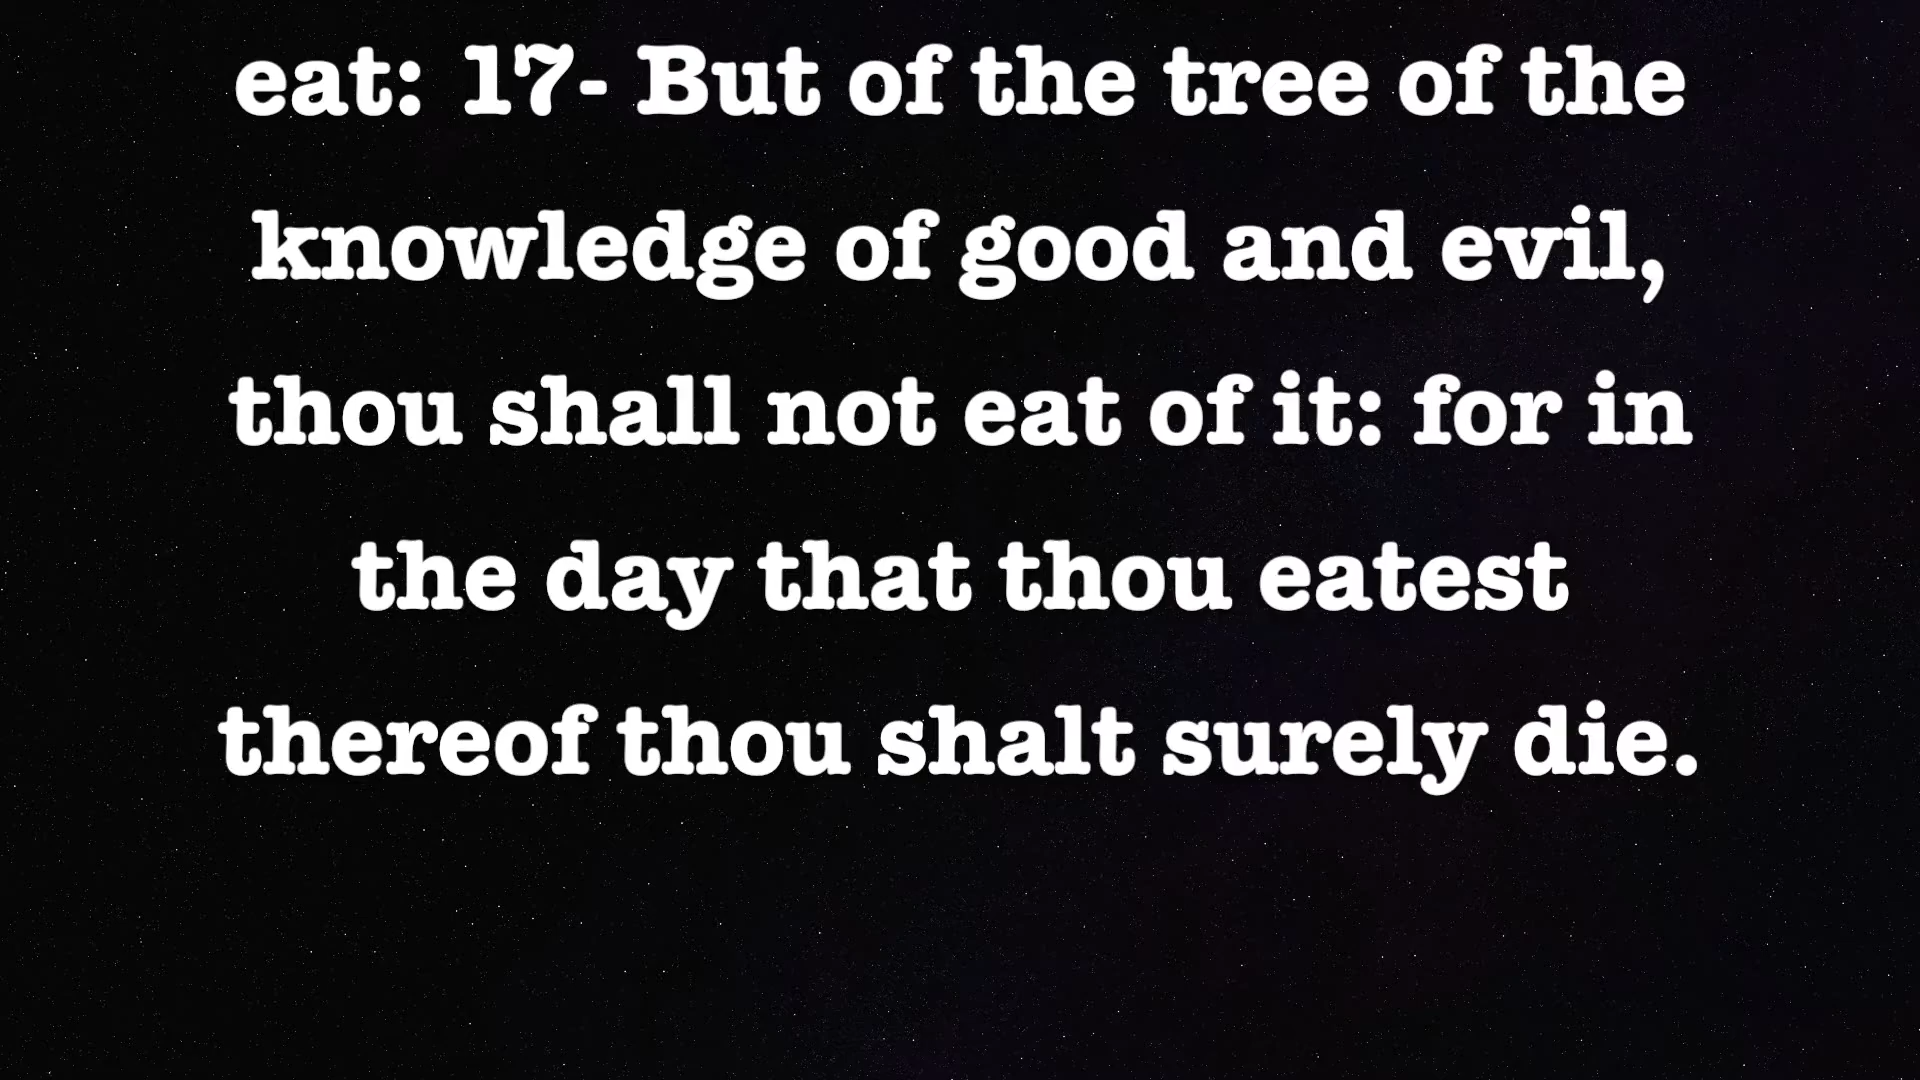 eat: 17- But of the tree of the
knowledge of good and evil,
thou shall not eat of it: for in
the day that thou eatest
thereof thou shalt surely die.